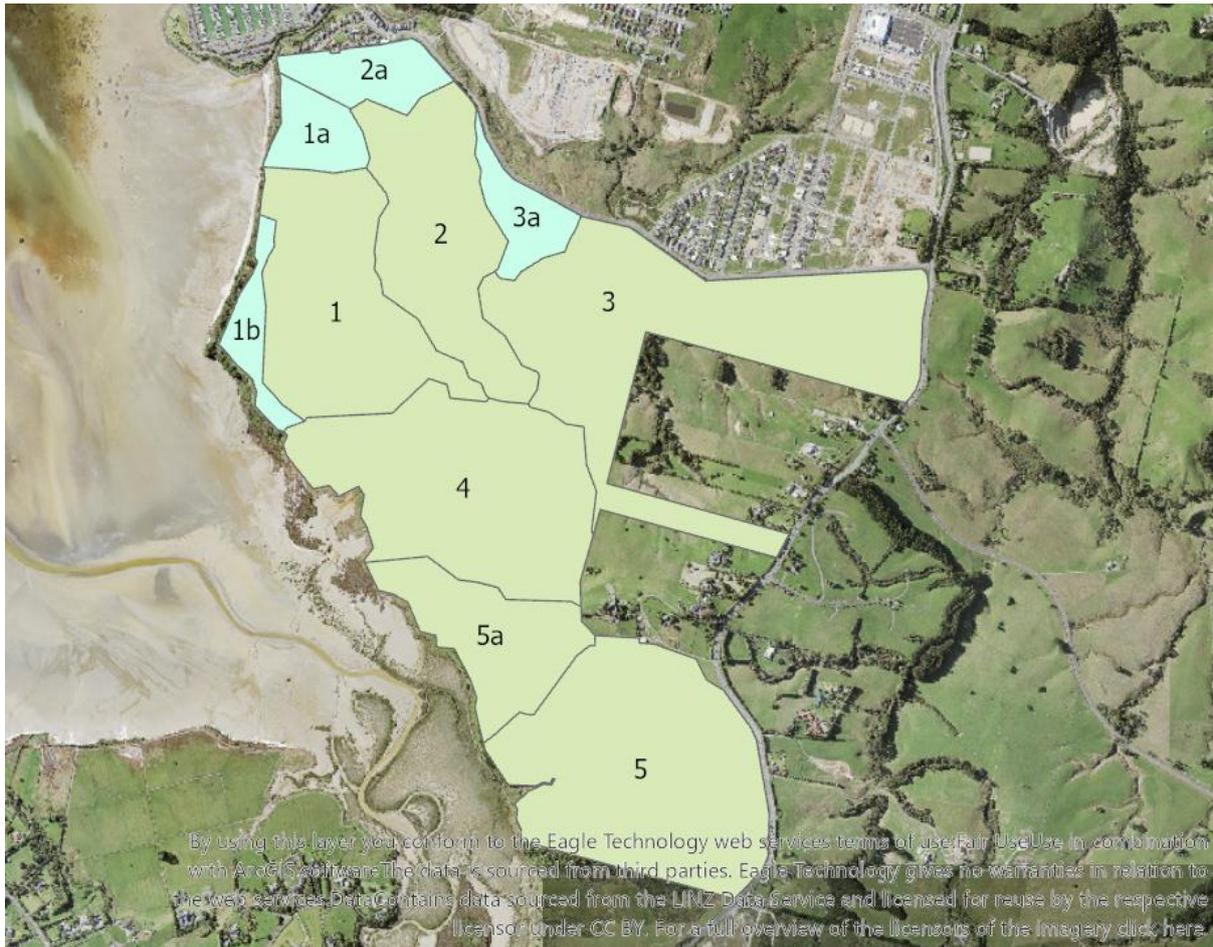 2a
1a
3a
2
3
1
1b
4
5a
5
By using this layer you conform to the Eagle Technology web services terms of use.Fair UseUse in combination
with ArcGIS software The data is sourced from third parties. Eagle Technology gives no warranties in relation to
the web services.DataContains data sourced from the LINZ Data Service and licensed for reuse by the respective
licensor under CC BY. For a full overview of the licensors of the imagery click here.